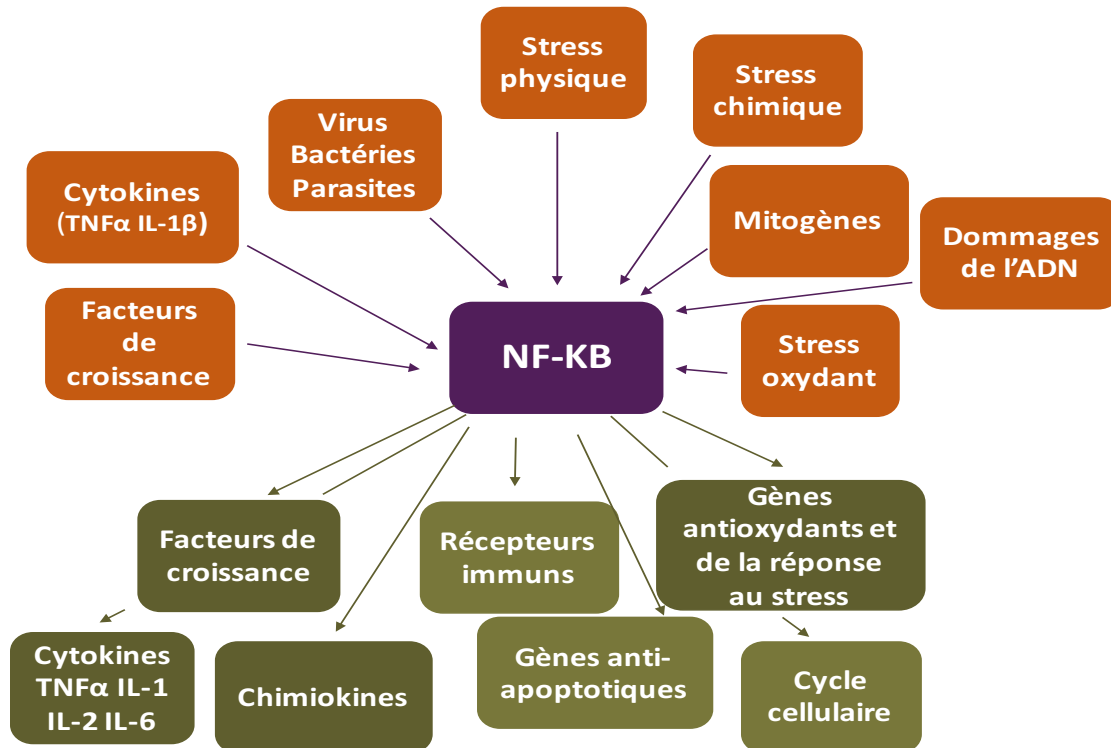 Stress
physique
Stress
chimique
Virus
Bactéries
Parasites
Cytokines
(TNFα IL-1β)
Mitogènes
Dommages
de l’ADN
Facteurs
de
croissance
NF-KB
Stress
oxydant
Facteurs de
croissance
Récepteurs
immuns
Gènes
antioxydants et
de la réponse
au stress
Cytokines
TNFα IL-1
IL-2 IL-6
Chimiokines
Gènes anti-
apoptotiques
Cycle
cellulaire